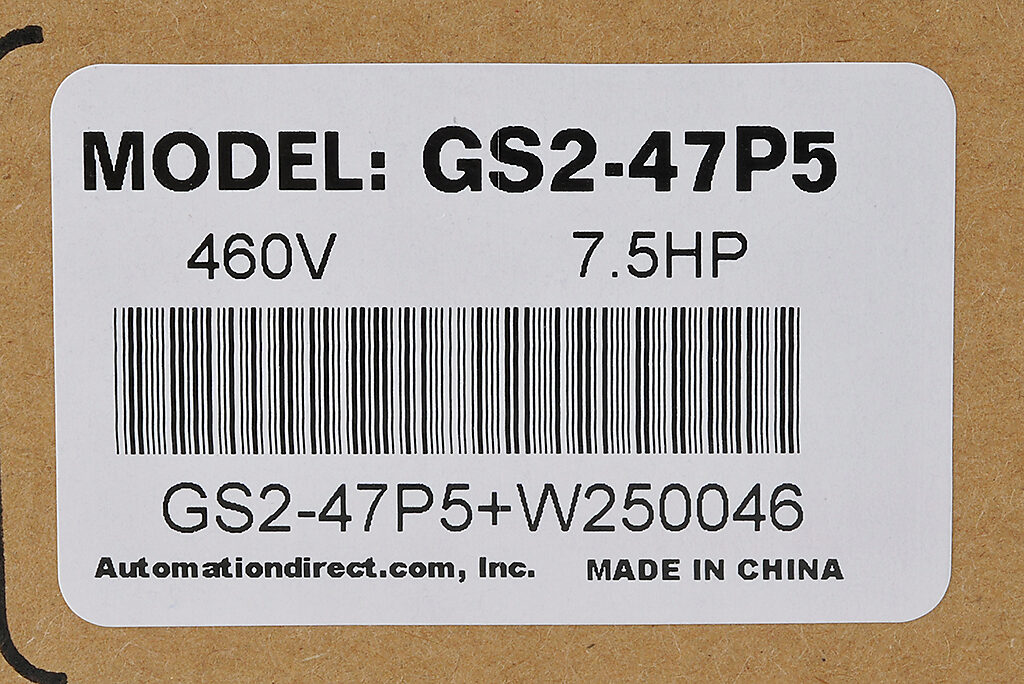 MODEL: GS2-47P5
460V 7.5HP
GS2-47P5+W250046
Automationdirect.com, Inc. MADE IN CHINA